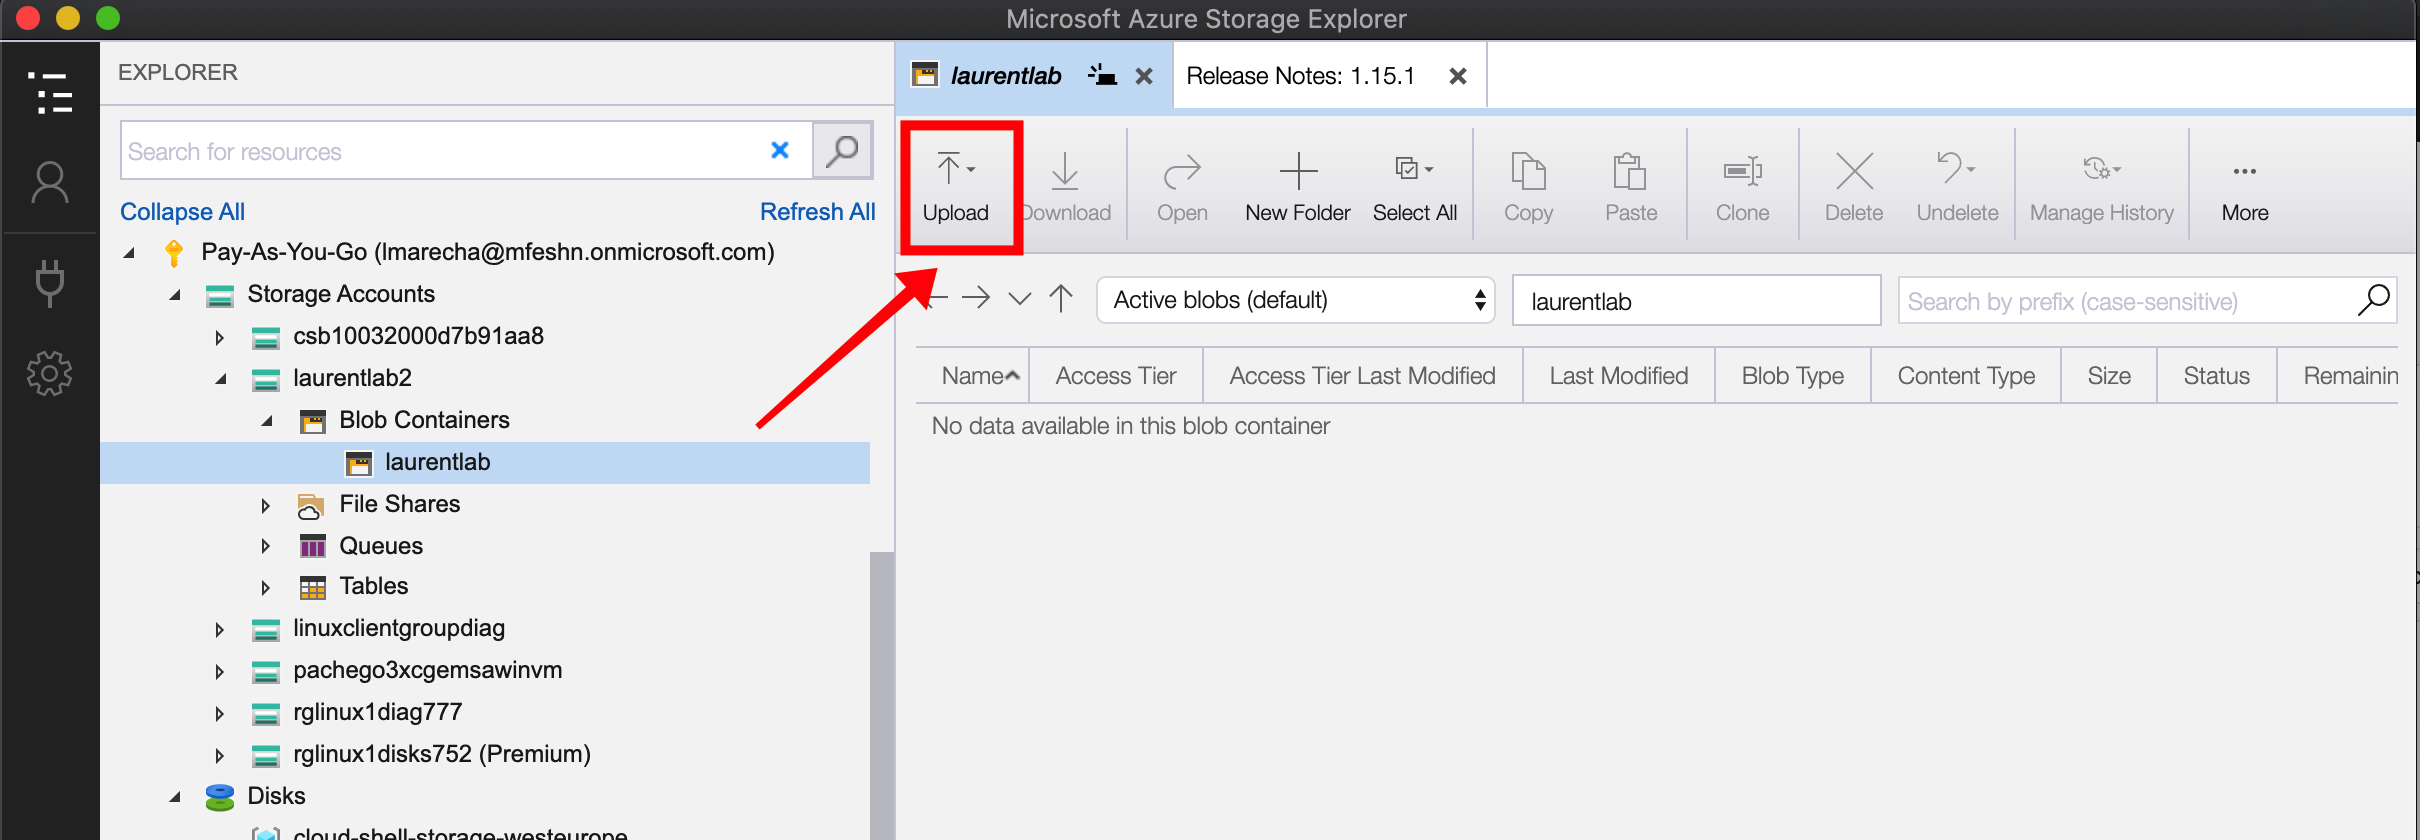 Microsoft Azure Storage Explorer
EXPLORER
Search for resources
Collapse All
Refresh All
Pay-As-You-Go (lmarecha@mfeshn.onmicrosoft.com)
Storage Accounts
csb10032000d7b91aa8
laurentlab2
Blob Containers
laurentlab
File Shares
Queues
Tables
linuxclientgroupdiag
pachego3xcgemsawinvm
rglinux1diag777
rglinux1disks752 (Premium)
Disks
cloud-shell-storage-westeurope
laurentlab
Release Notes: 1.15.1
Upload
Download
Open
New Folder
Select All
Copy
Paste
Clone
Delete
Undelete
Manage History
More
Active blobs (default)
laurentlab
Search by prefix (case-sensitive)
Name
Access Tier
Access Tier Last Modified
Last Modified
Blob Type
Content Type
Size
Status
Remainin
No data available in this blob container